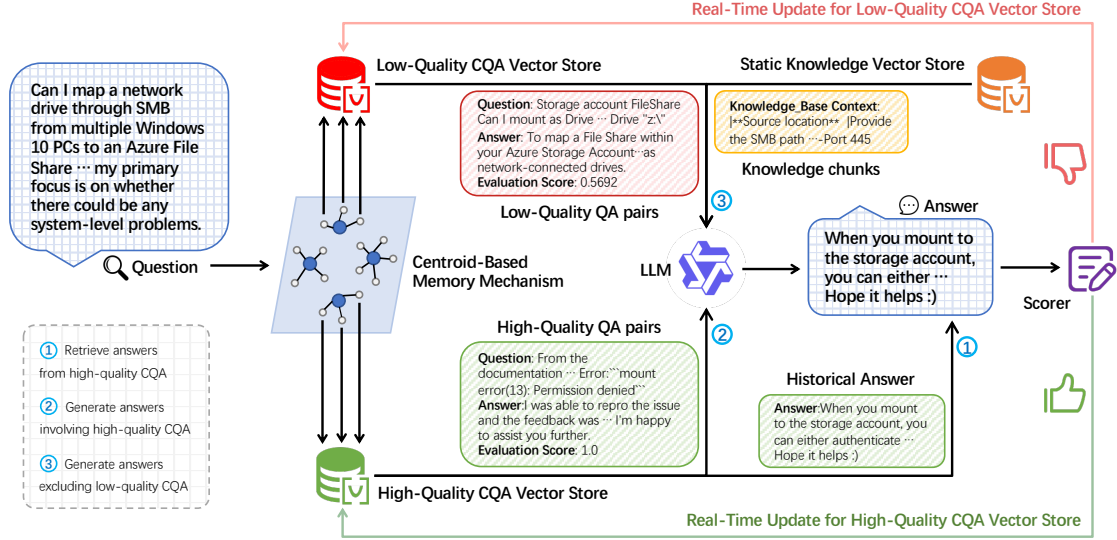 Real-Time Update for Low-Quality CQA Vector Store
Low-Quality CQA Vector Store
Static Knowledge Vector Store
Can I map a network
drive through SMB
from multiple Windows
10 PCs to an Azure File
Share ··· my primary
focus is on whether
there could be any
system-level problems.
Question
Question: Storage account FileShare
Can I mount as Drive ··· Drive "z:\"
Answer: To map a File Share within
your Azure Storage Account···as
network-connected drives.
Evaluation Score: 0.5692
Low-Quality QA pairs
Knowledge_Base Context:
|**Source location** |Provide
the SMB path ···-Port 445
Knowledge chunks
3
Answer
When you mount to
the storage account,
you can either ···
Hope it helps :)
Centroid-Based
Memory Mechanism
LLM
Scorer
High-Quality QA pairs
2
1
Question: From the
documentation ··· Error:```mount
error(13): Permission denied```
Answer:I was able to repro the issue
and the feedback was ··· I'm happy
to assist you further.
Evaluation Score: 1.0
Historical Answer
Answer:When you mount
to the storage account, you
can either authenticate ···
Hope it helps :)
1 Retrieve answers
from high-quality CQA
2 Generate answers
involving high-quality CQA
3 Generate answers
excluding low-quality CQA
High-Quality CQA Vector Store
Real-Time Update for High-Quality CQA Vector Store